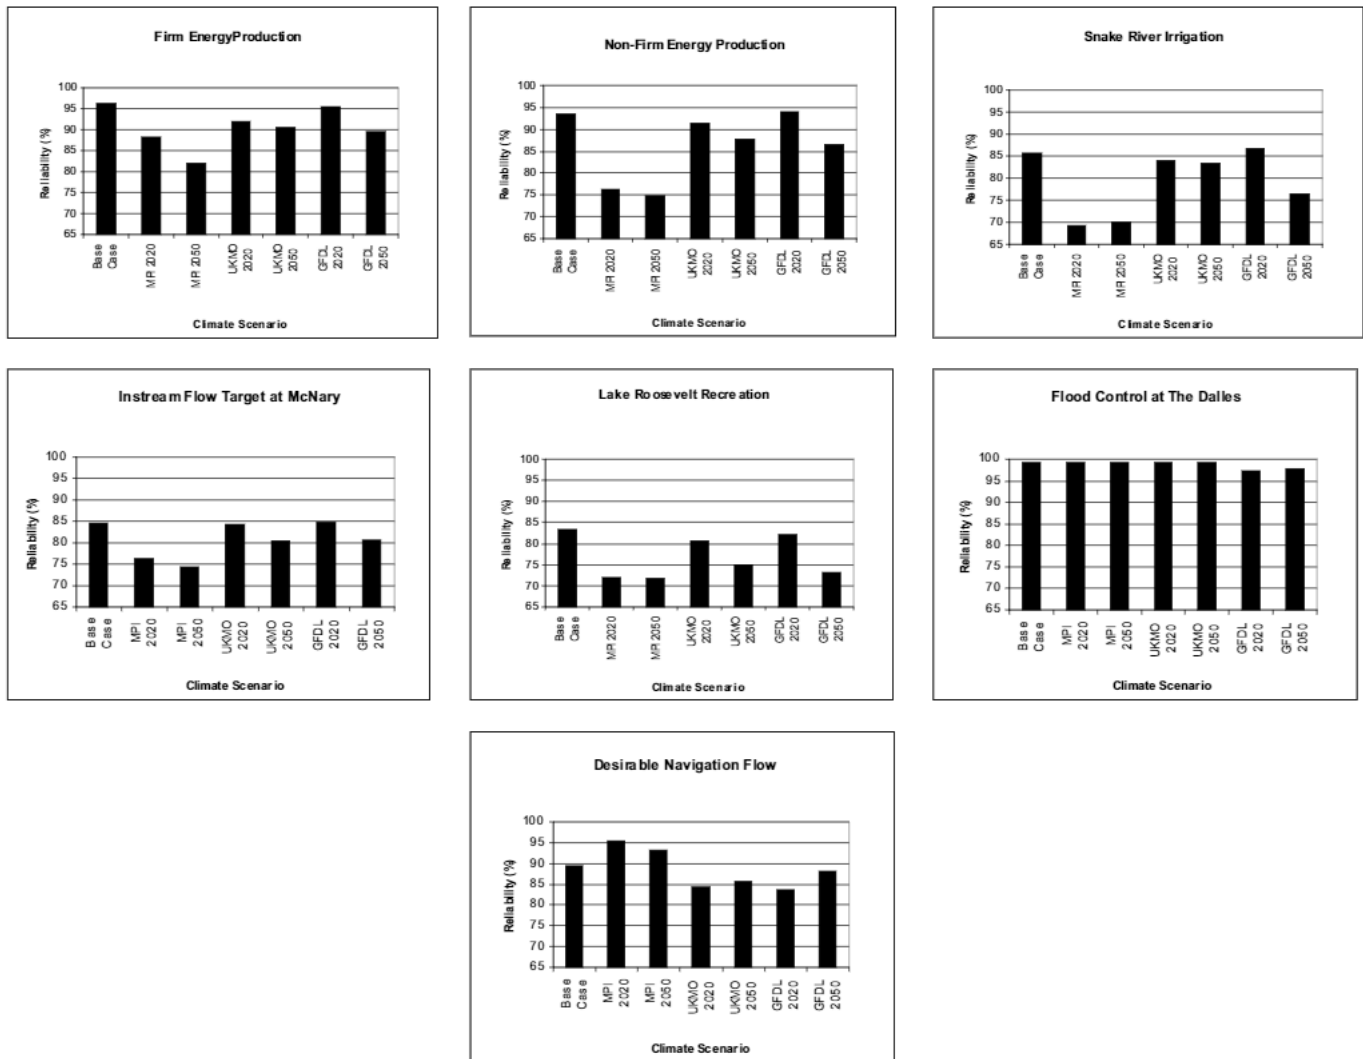 Firm EnergyProduction
Reliability (%)
100
95
90
85
80
75
70
65
Base Case
MR 2020
MR 2050
UKMO 2020
UKMO 2050
GFDL 2020
GFDL 2050
Climate Scenario
Non-Firm Energy Production
Reliability (%)
100
95
90
85
80
75
70
65
Base Case
MR 2020
MR 2050
UKMO 2020
UKMO 2050
GFDL 2020
GFDL 2050
Climate Scenario
Snake River Irrigation
Reliability (%)
100
95
90
85
80
75
70
65
Base Case
MR 2020
MR 2050
UKMO 2020
UKMO 2050
GFDL 2020
GFDL 2050
Climate Scenario
Instream Flow Target at McNary
Reliability (%)
100
95
90
85
80
75
70
65
Base Case
MPI 2020
MPI 2050
UKMO 2020
UKMO 2050
GFDL 2020
GFDL 2050
Climate Scenario
Lake Roosevelt Recreation
Reliability (%)
100
95
90
85
80
75
70
65
Base Case
MR 2020
MR 2050
UKMO 2020
UKMO 2050
GFDL 2020
GFDL 2050
Climate Scenario
Flood Control at The Dalles
Reliability (%)
100
95
90
85
80
75
70
65
Base Case
MPI 2020
MPI 2050
UKMO 2020
UKMO 2050
GFDL 2020
GFDL 2050
Climate Scenario
Desirable Navigation Flow
Reliability (%)
100
95
90
85
80
75
70
65
Base Case
MPI 2020
MPI 2050
UKMO 2020
UKMO 2050
GFDL 2020
GFDL 2050
Climate Scenario